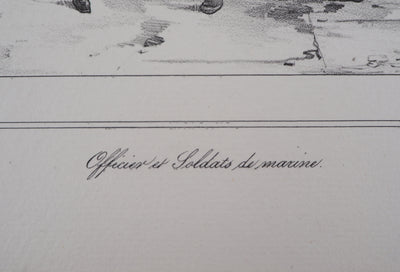 Officier et Soldats de marine.